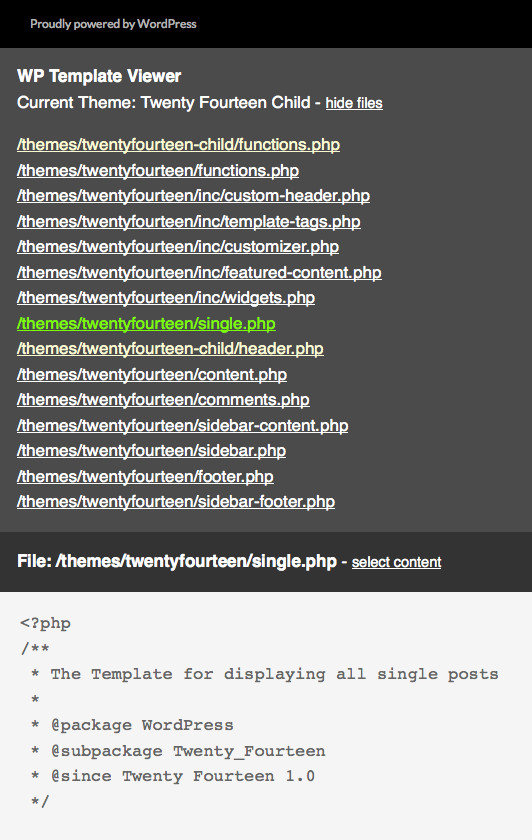 Proudly powered by WordPress
WP Template Viewer
Current Theme: Twenty Fourteen Child - hide files
/themes/twentyfourteen-child/functions.php
/themes/twentyfourteen/functions.php
/themes/twentyfourteen/inc/custom-header.php
/themes/twentyfourteen/inc/template-tags.php
/themes/twentyfourteen/inc/customizer.php
/themes/twentyfourteen/inc/featured-content.php
/themes/twentyfourteen/inc/widgets.php
/themes/twentyfourteen/single.php
/themes/twentyfourteen-child/header.php
/themes/twentyfourteen/content.php
/themes/twentyfourteen/comments.php
/themes/twentyfourteen/sidebar-content.php
/themes/twentyfourteen/sidebar.php
/themes/twentyfourteen/footer.php
/themes/twentyfourteen/sidebar-footer.php
File: /themes/twentyfourteen/single.php - select content
<?php
/**
 * The Template for displaying all single posts
 *
 * @package WordPress
 * @subpackage Twenty_Fourteen
 * @since Twenty Fourteen 1.0
 */